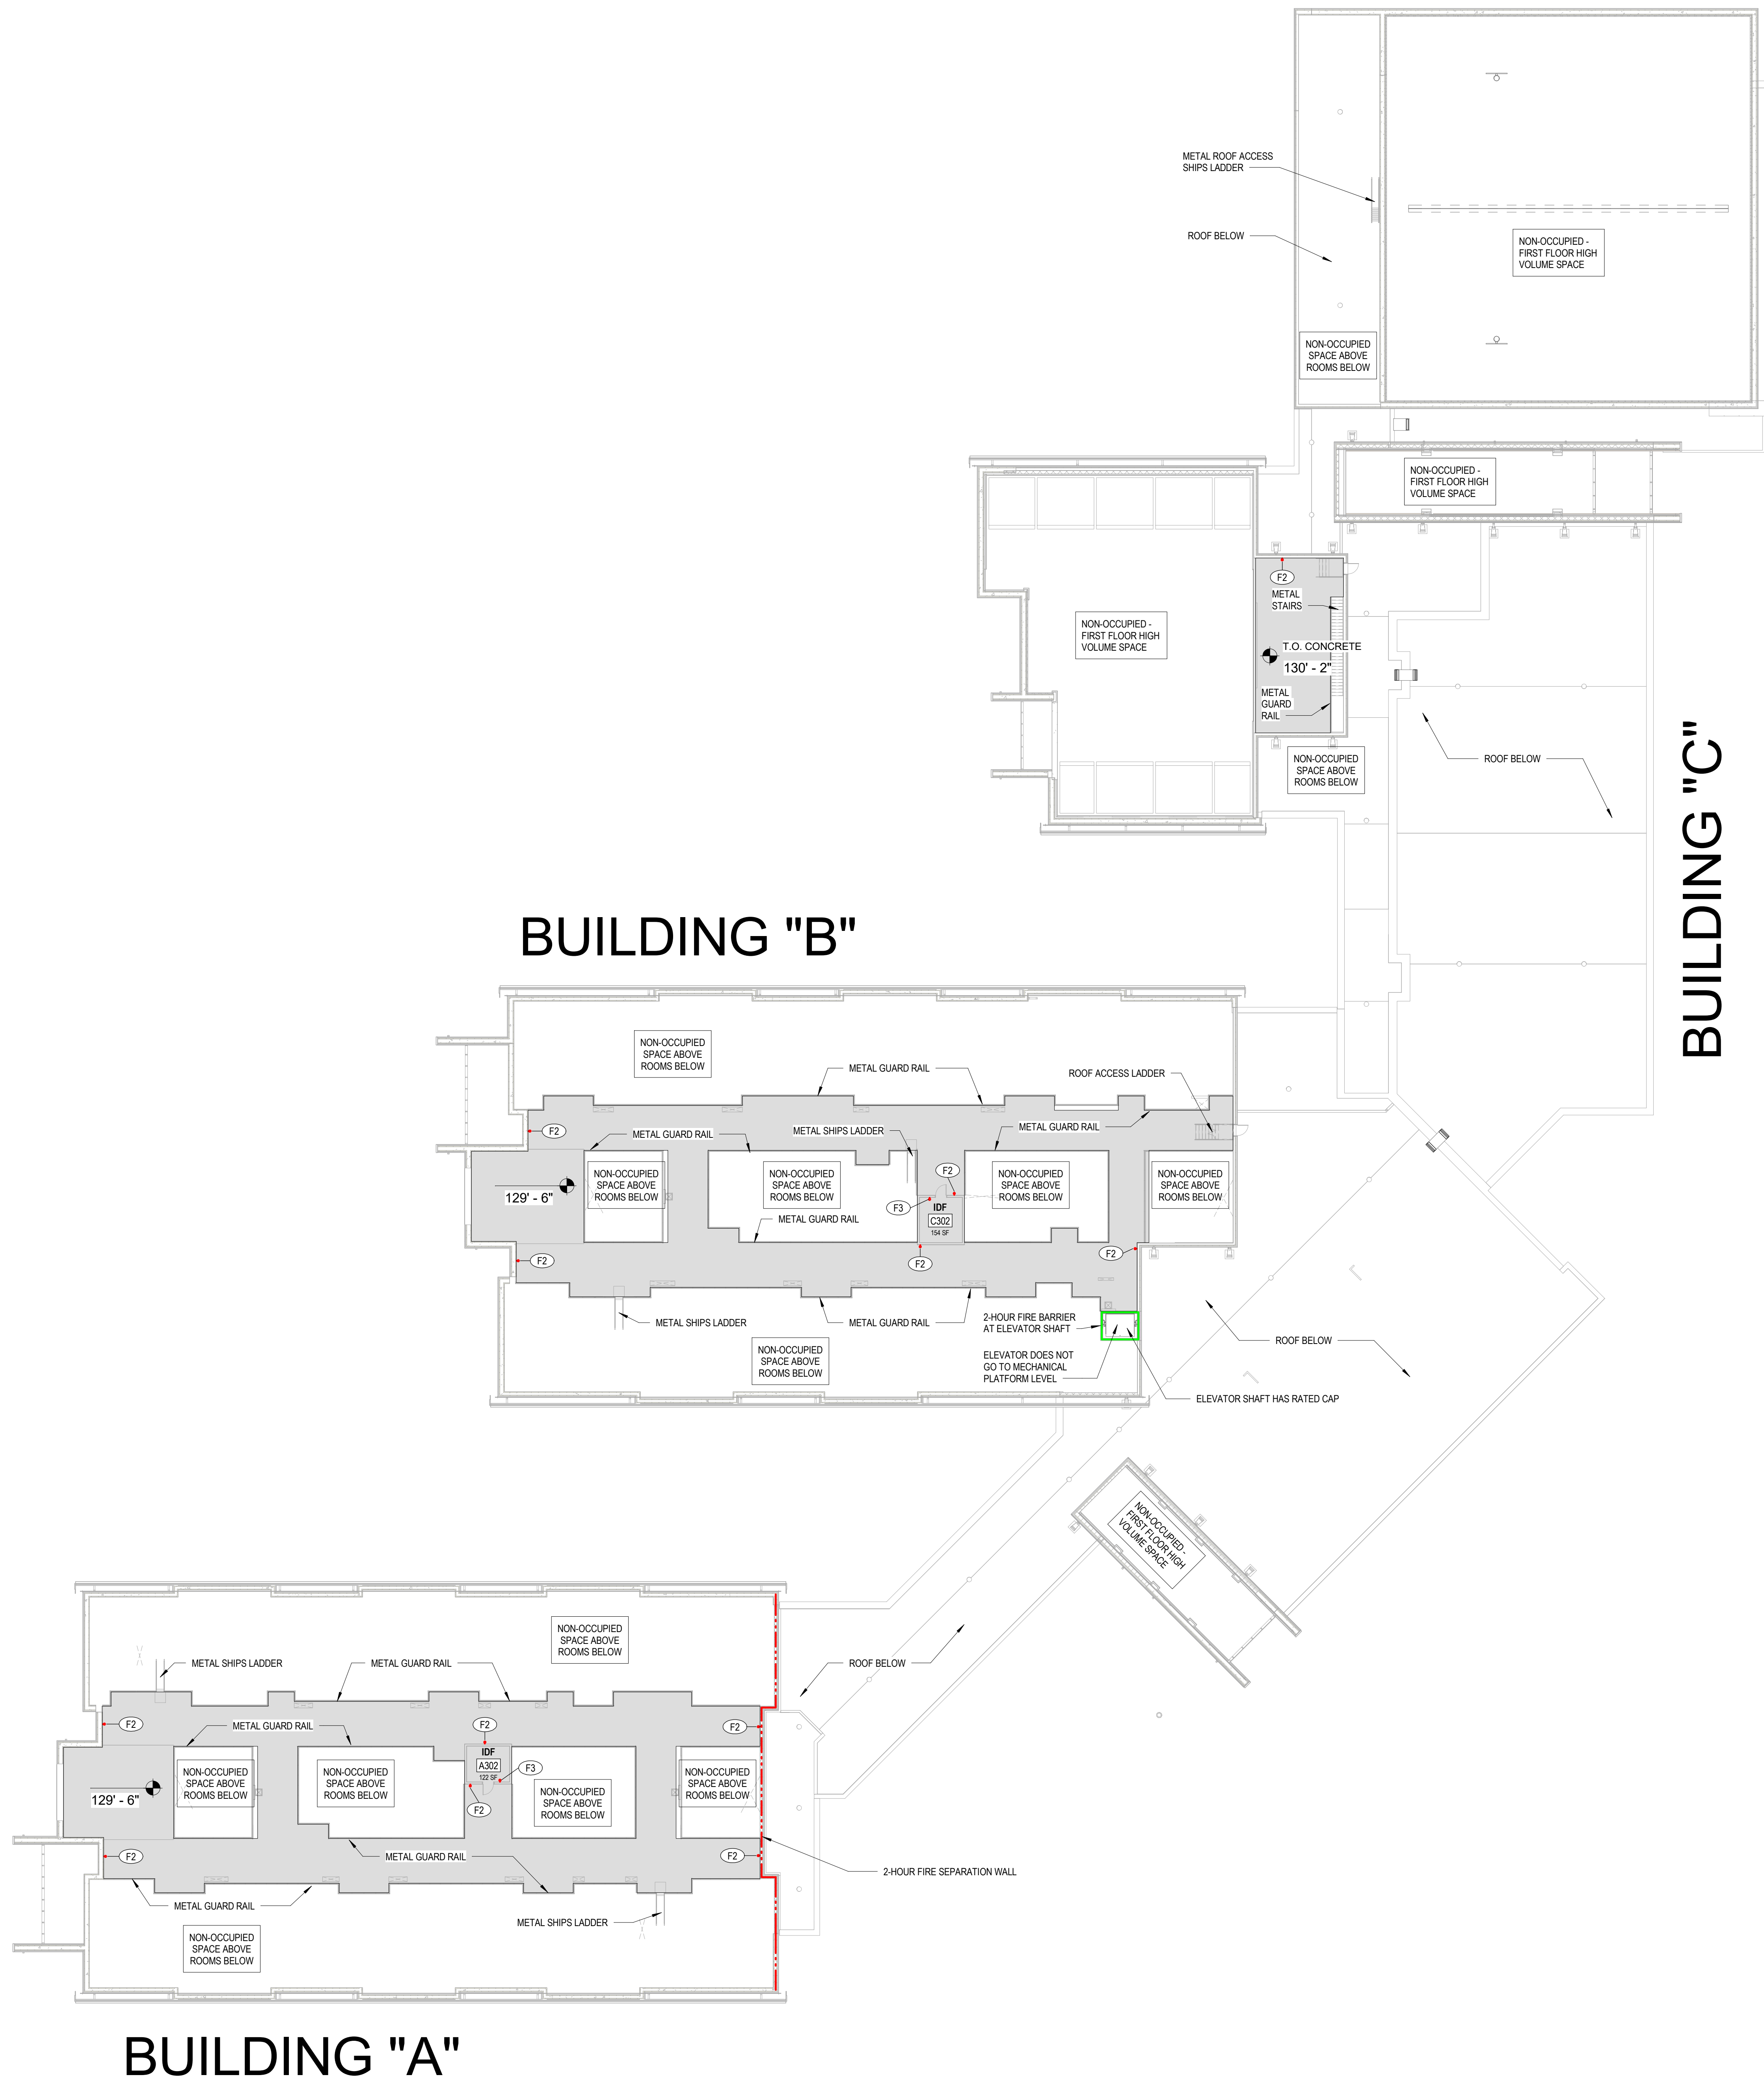 METAL ROOF ACCESS
SHIPS LADDER
ROOF BELOW
NON-OCCUPIED -
FIRST FLOOR HIGH
VOLUME SPACE
NON-OCCUPIED
SPACE ABOVE
ROOMS BELOW
NON-OCCUPIED -
FIRST FLOOR HIGH
VOLUME SPACE
F2
METAL
STAIRS
NON-OCCUPIED -
FIRST FLOOR HIGH
VOLUME SPACE
T.O. CONCRETE
130' - 2"
METAL
GUARD
RAIL
NON-OCCUPIED
SPACE ABOVE
ROOMS BELOW
ROOF BELOW
BUILDING "C"
BUILDING "B"
NON-OCCUPIED
SPACE ABOVE
ROOMS BELOW
METAL GUARD RAIL
ROOF ACCESS LADDER
F2
METAL GUARD RAIL
METAL SHIPS LADDER
METAL GUARD RAIL
NON-OCCUPIED
SPACE ABOVE
ROOMS BELOW
NON-OCCUPIED
SPACE ABOVE
ROOMS BELOW
F2
NON-OCCUPIED
SPACE ABOVE
ROOMS BELOW
NON-OCCUPIED
SPACE ABOVE
ROOMS BELOW
129' - 6"
F3
IDF
C302
154 SF
METAL GUARD RAIL
F2
F2
F2
METAL SHIPS LADDER
METAL GUARD RAIL
2-HOUR FIRE BARRIER
AT ELEVATOR SHAFT
NON-OCCUPIED
SPACE ABOVE
ROOMS BELOW
ELEVATOR DOES NOT
GO TO MECHANICAL
PLATFORM LEVEL
ELEVATOR SHAFT HAS RATED CAP
ROOF BELOW
NON-OCCUPIED -
FIRST FLOOR HIGH
VOLUME SPACE
NON-OCCUPIED
SPACE ABOVE
ROOMS BELOW
METAL SHIPS LADDER
METAL GUARD RAIL
ROOF BELOW
F2
METAL GUARD RAIL
F2
F2
IDF
A302
122 SF
F3
F2
NON-OCCUPIED
SPACE ABOVE
ROOMS BELOW
NON-OCCUPIED
SPACE ABOVE
ROOMS BELOW
NON-OCCUPIED
SPACE ABOVE
ROOMS BELOW
NON-OCCUPIED
SPACE ABOVE
ROOMS BELOW
129' - 6"
F2
METAL GUARD RAIL
F2
2-HOUR FIRE SEPARATION WALL
METAL GUARD RAIL
METAL SHIPS LADDER
NON-OCCUPIED
SPACE ABOVE
ROOMS BELOW
BUILDING "A"